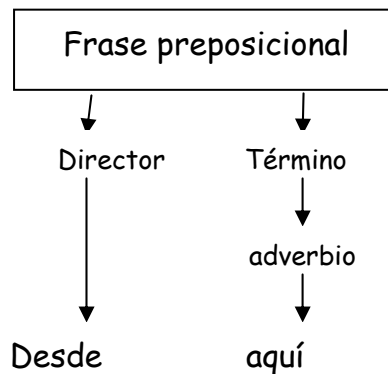 Frase preposicional
Director Término
adverbio
Desde aquí